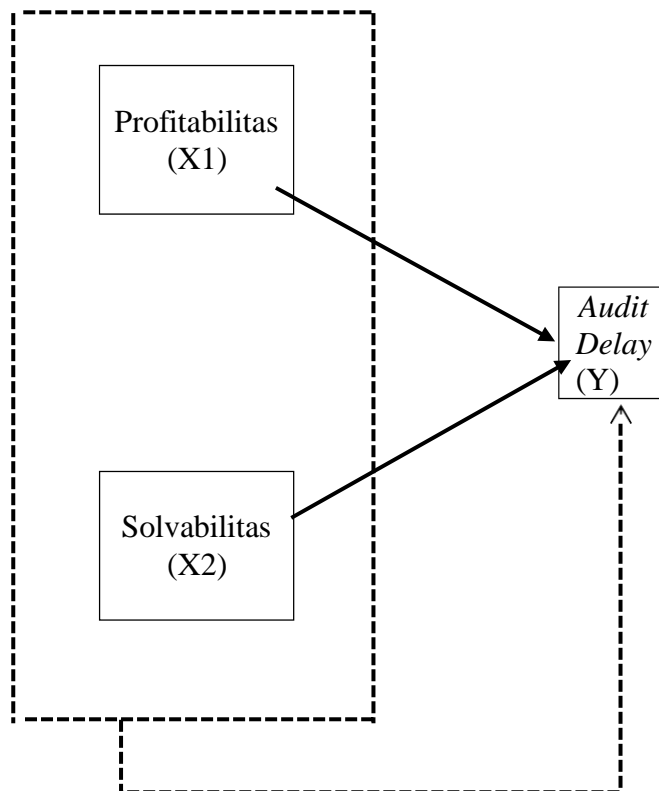 Profitabilitas
(X1)
Audit
Delay
(Y)
Solvabilitas
(X2)